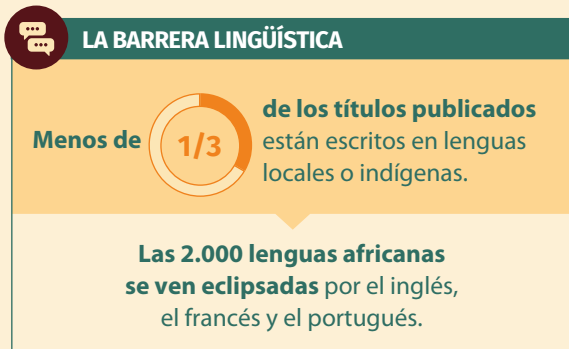 LA BARRERA LINGÜÍSTICA
Menos de
1/3
de los títulos publicados
están escritos en lenguas
locales o indígenas.
Las 2.000 lenguas africanas
se ven eclipsadas por el inglés,
el francés y el portugués.